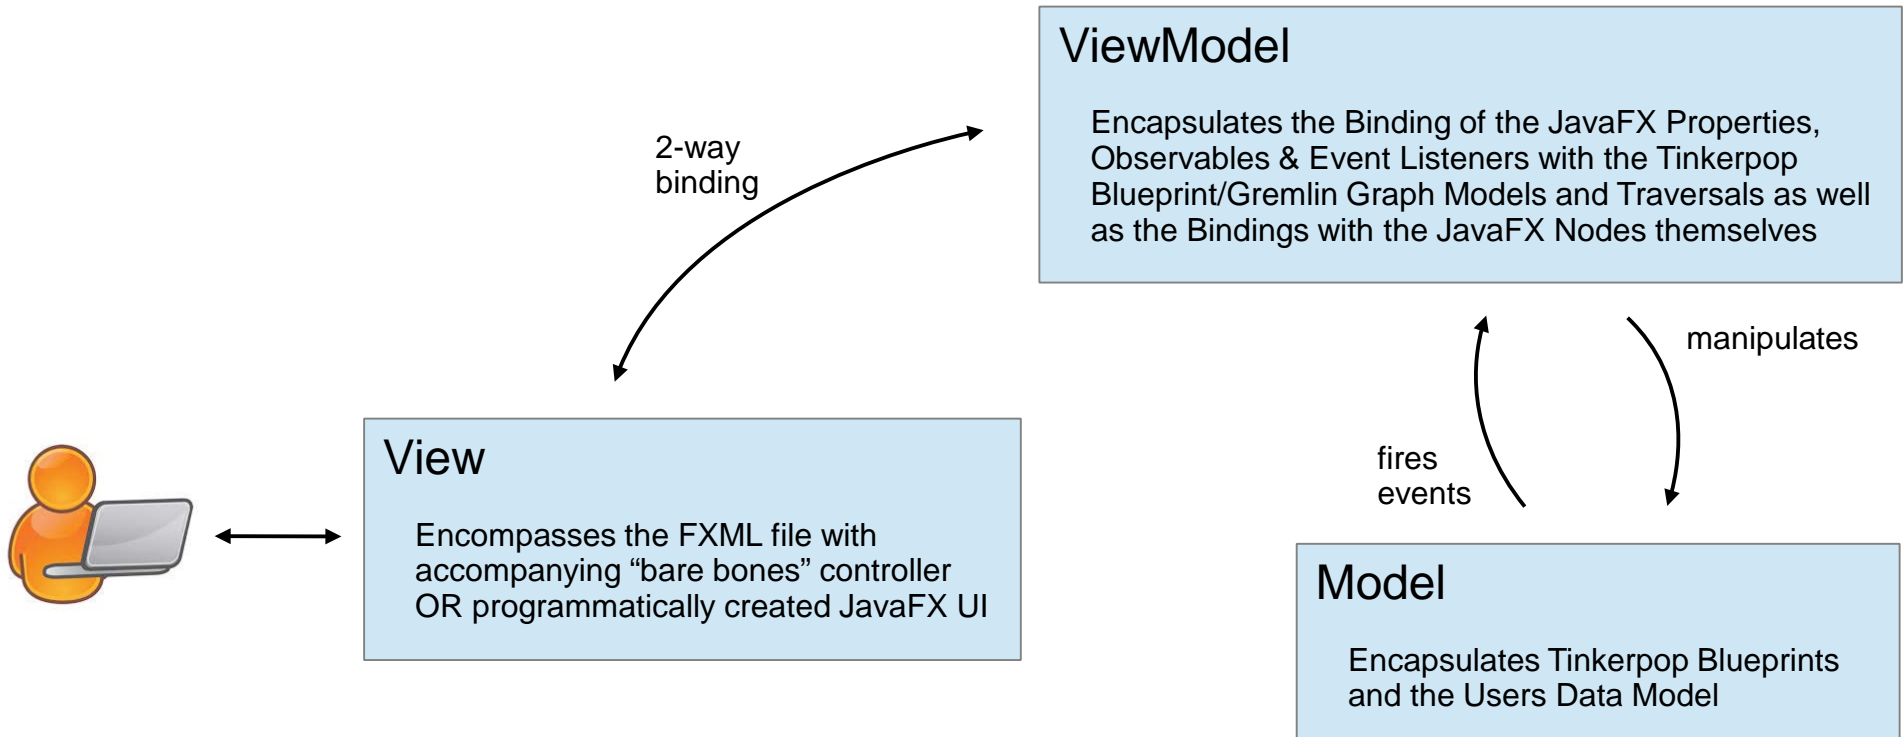 ViewModel
Encapsulates the Binding of the JavaFX Properties,
Observables & Event Listeners with the Tinkerpop
Blueprint/Gremlin Graph Models and Traversals as well
as the Bindings with the JavaFX Nodes themselves
2-way
binding
manipulates
fires
events
View
Encompasses the FXML file with
accompanying “bare bones” controller
OR programmatically created JavaFX UI
Model
Encapsulates Tinkerpop Blueprints
and the Users Data Model